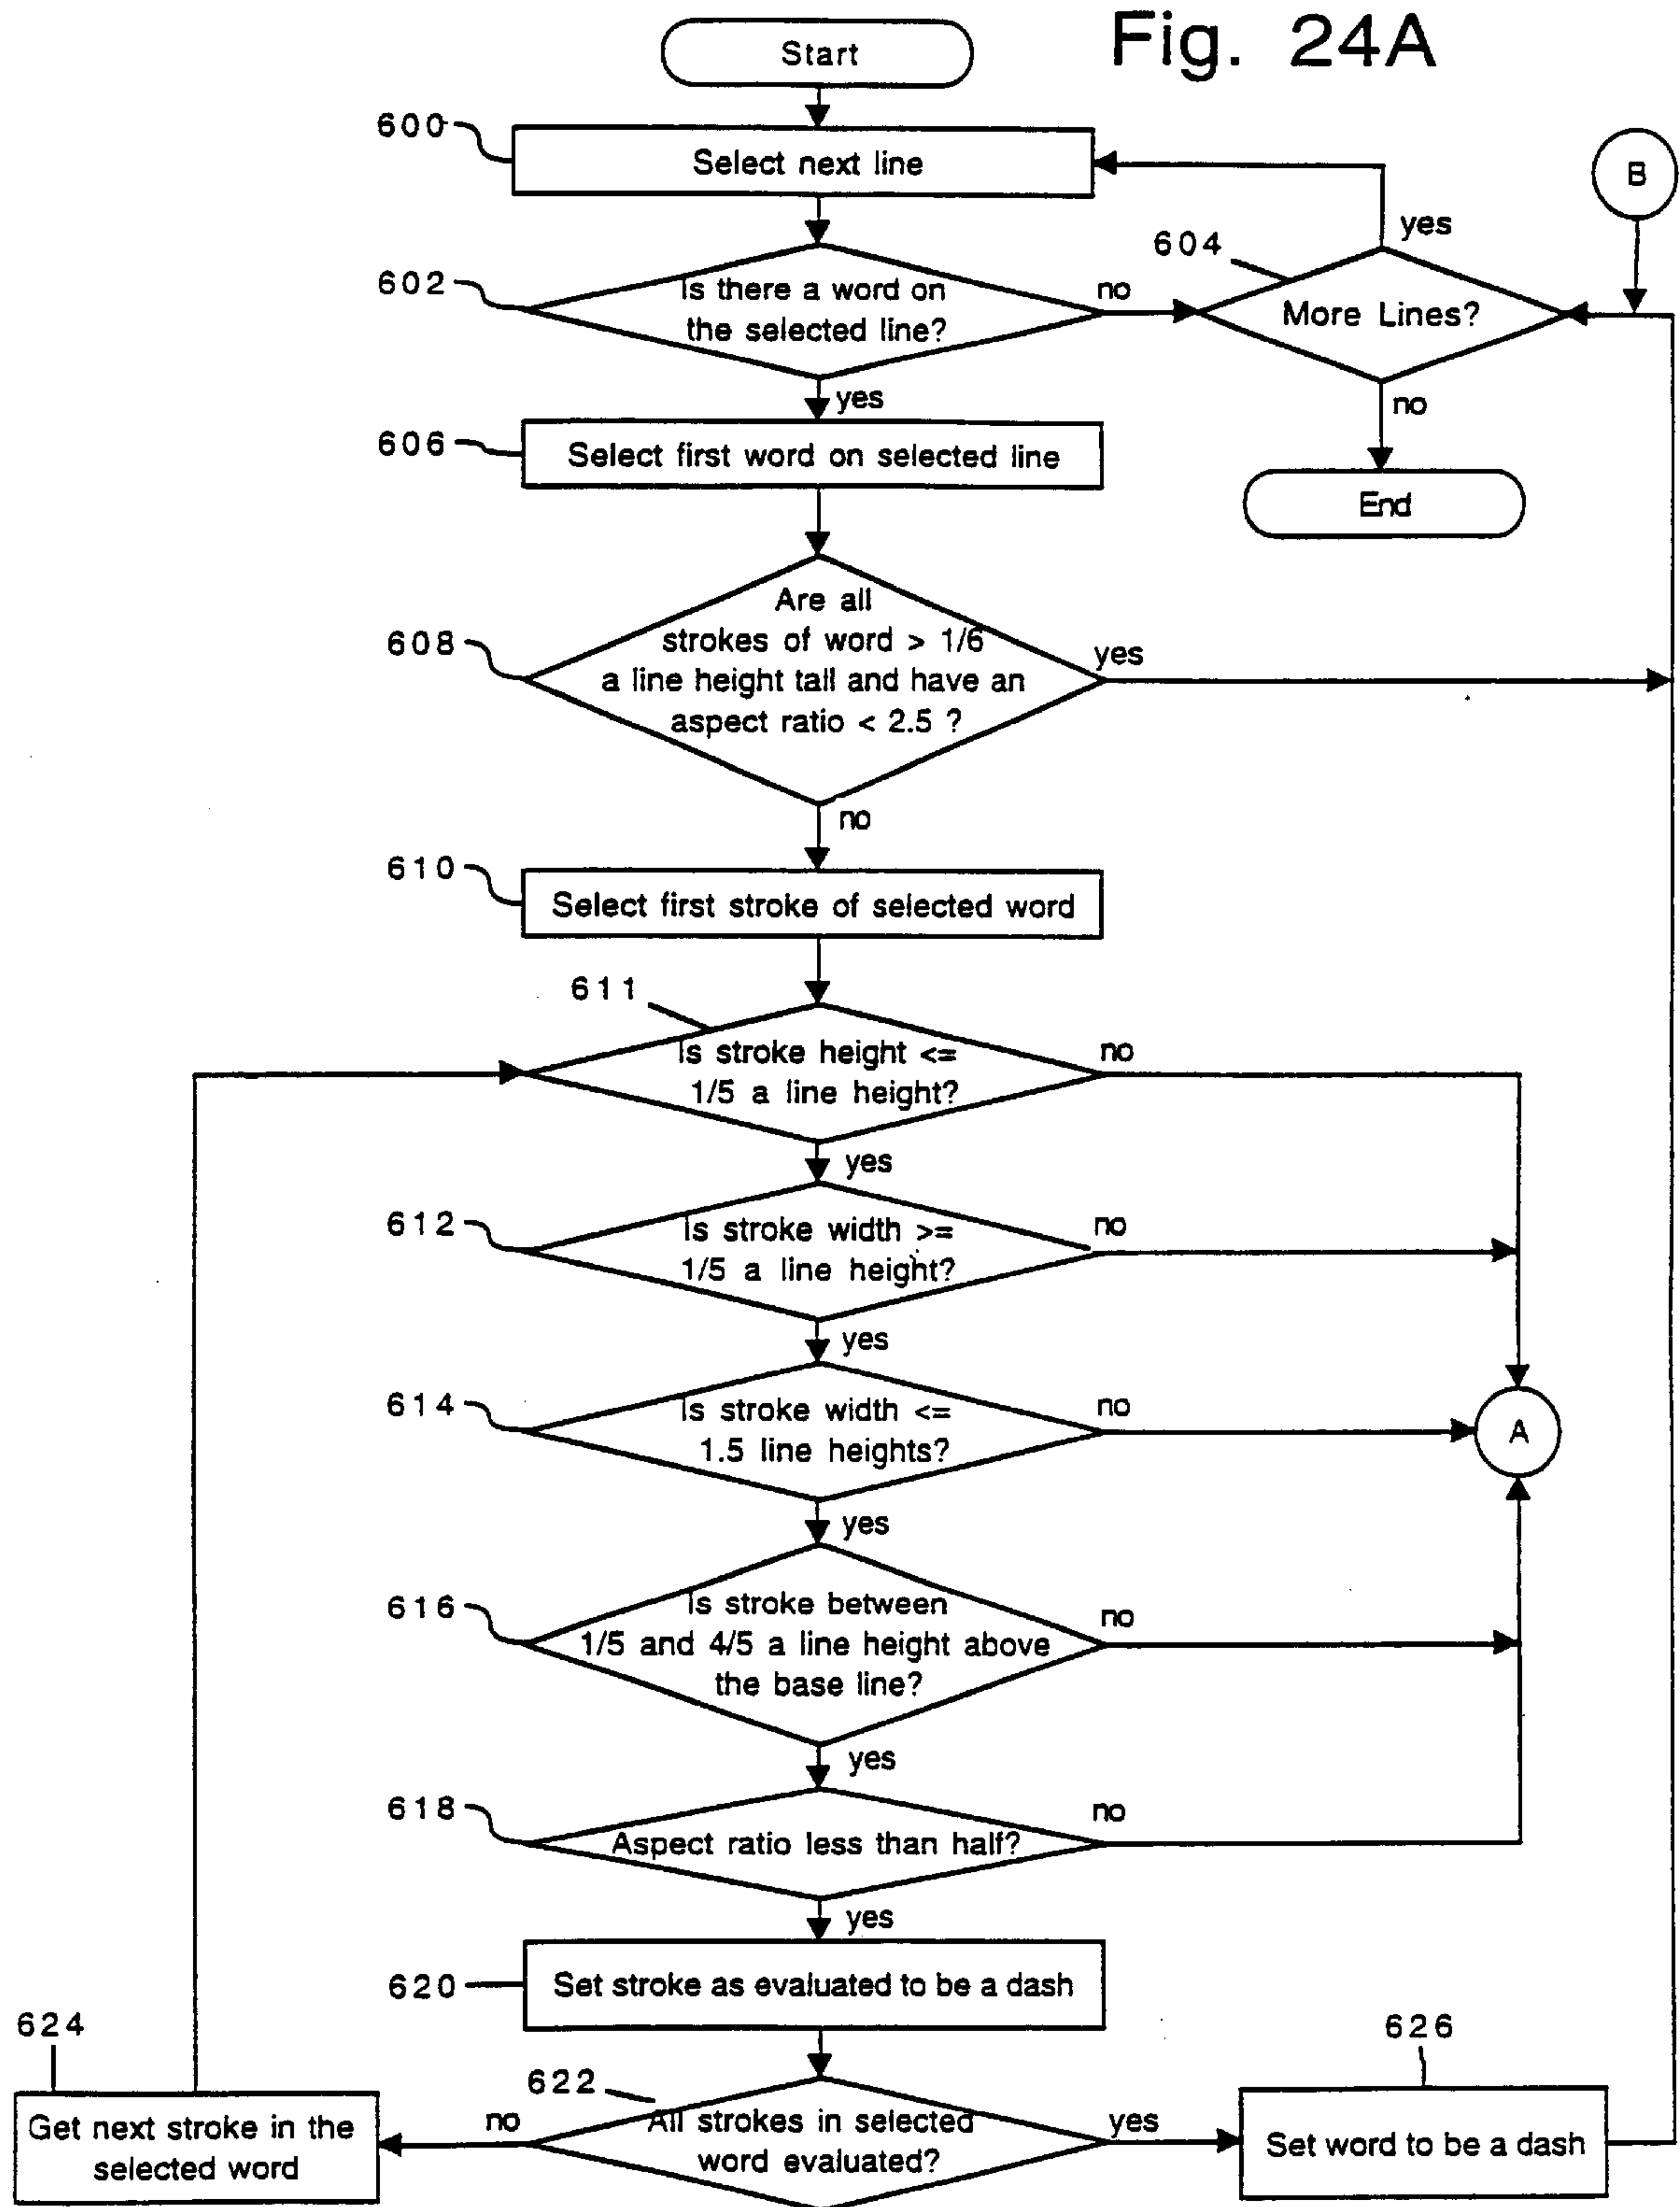 Fig. 24A
Start
600
Select next line
B
yes
604
602
Is there a word on
the selected line?
no
More Lines?
yes
no
606
Select first word on selected line
End
608
Are all
strokes of word > 1/6
a line height tall and have an
aspect ratio < 2.5 ?
yes
no
610
Select first stroke of selected word
611
Is stroke height <=
1/5 a line height?
no
yes
612
Is stroke width >=
1/5 a line height?
no
yes
614
Is stroke width <=
1.5 line heights?
no
A
yes
616
Is stroke between
1/5 and 4/5 a line height above
the base line?
no
yes
618
Aspect ratio less than half?
no
yes
620
Set stroke as evaluated to be a dash
624
622
626
Get next stroke in the
selected word
no
All strokes in selected
word evaluated?
yes
Set word to be a dash